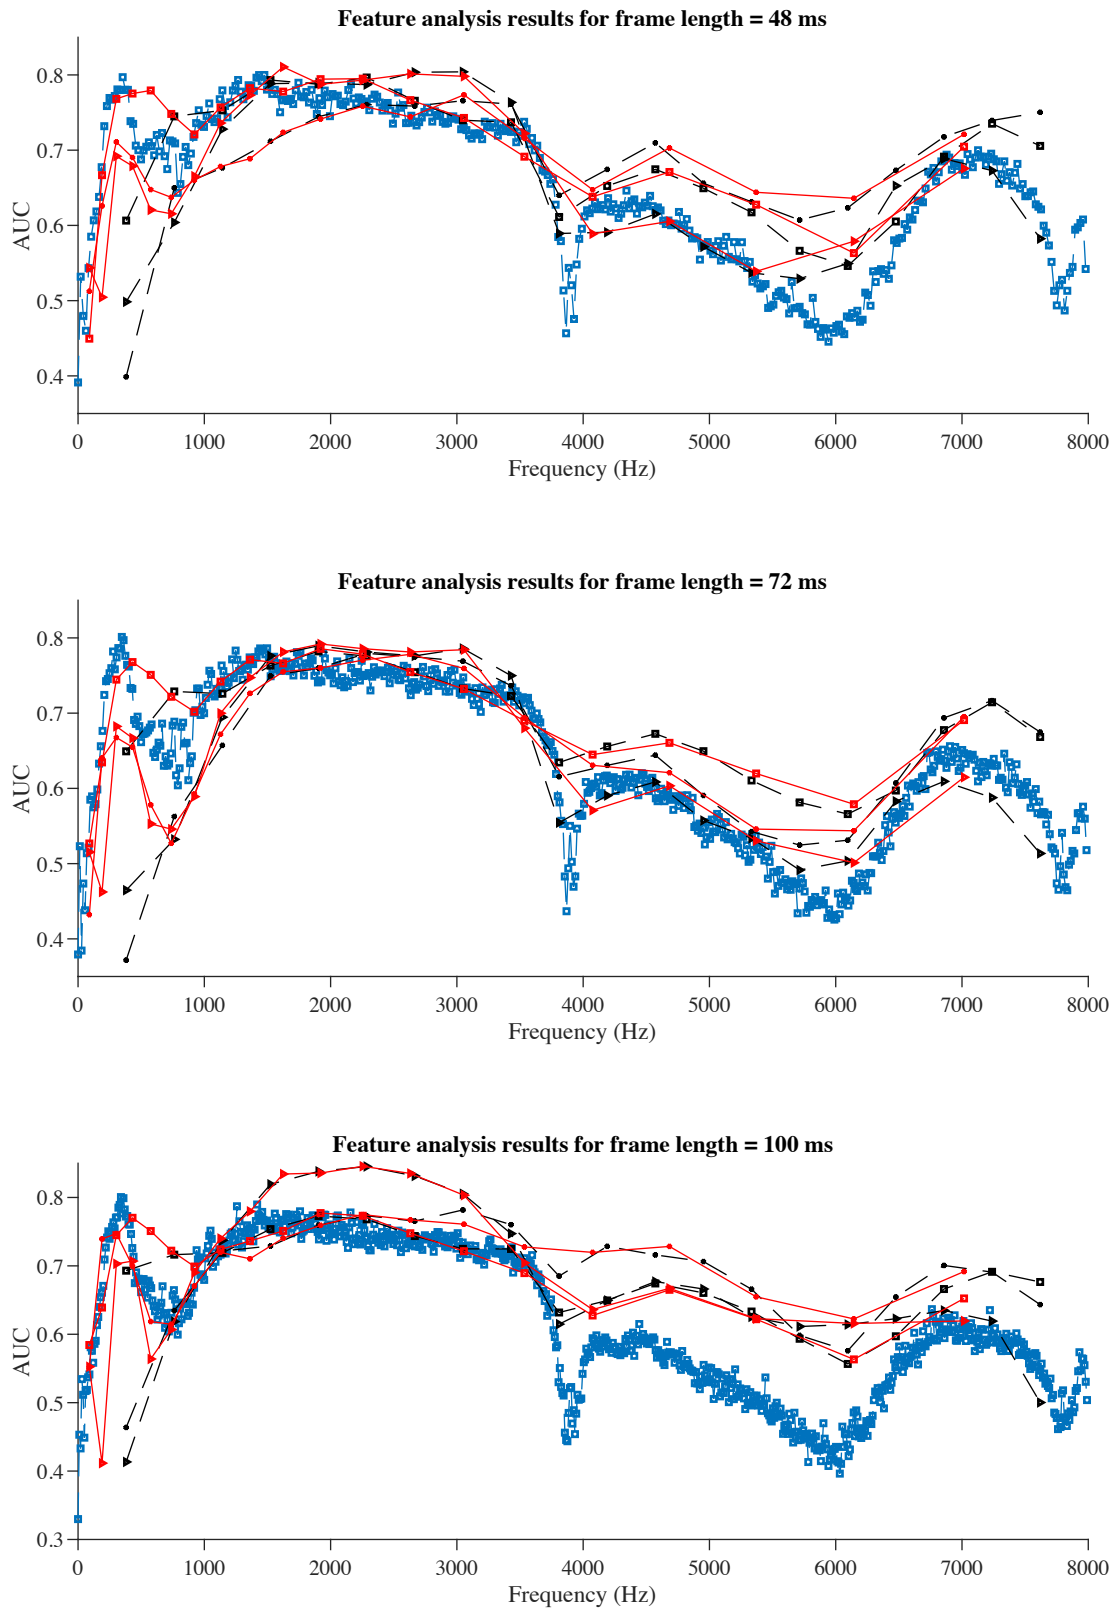 Feature analysis results for frame length = 48 ms
0.8
0.7
0.6
0.5
0.4
AUC
0 1000 2000 3000 4000 5000 6000 7000 8000
Frequency (Hz)
Feature analysis results for frame length = 72 ms
0.8
0.7
0.6
0.5
0.4
AUC
0 1000 2000 3000 4000 5000 6000 7000 8000
Frequency (Hz)
Feature analysis results for frame length = 100 ms
0.8
0.7
0.6
0.5
0.4
0.3
AUC
0 1000 2000 3000 4000 5000 6000 7000 8000
Frequency (Hz)